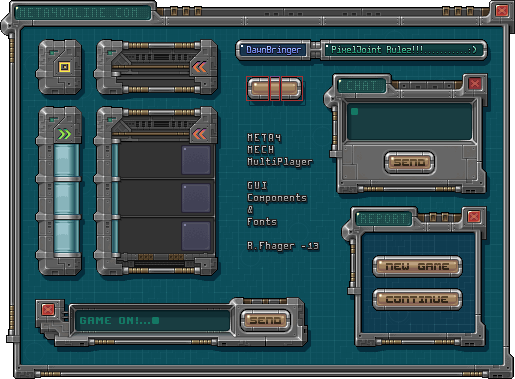 META4ONLINE.COM
DawnBringer
PixelJoint Rulez!!! :)
CHAT
SEND
META4
MECH
MultiPlayer
GUI
Components
&
Fonts
R.Fhager -13
REPORT
NEW GAME
CONTINUE
GAME ON!...
SEND